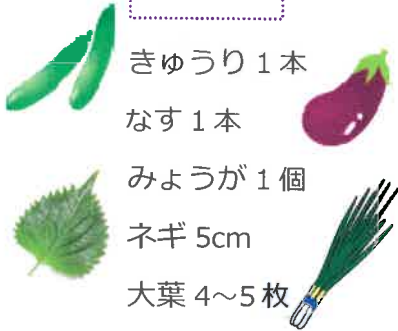 きゅうり 1 本
なす 1 本
みょうが 1 個
ネギ 5cm
大葉 4～5 枚